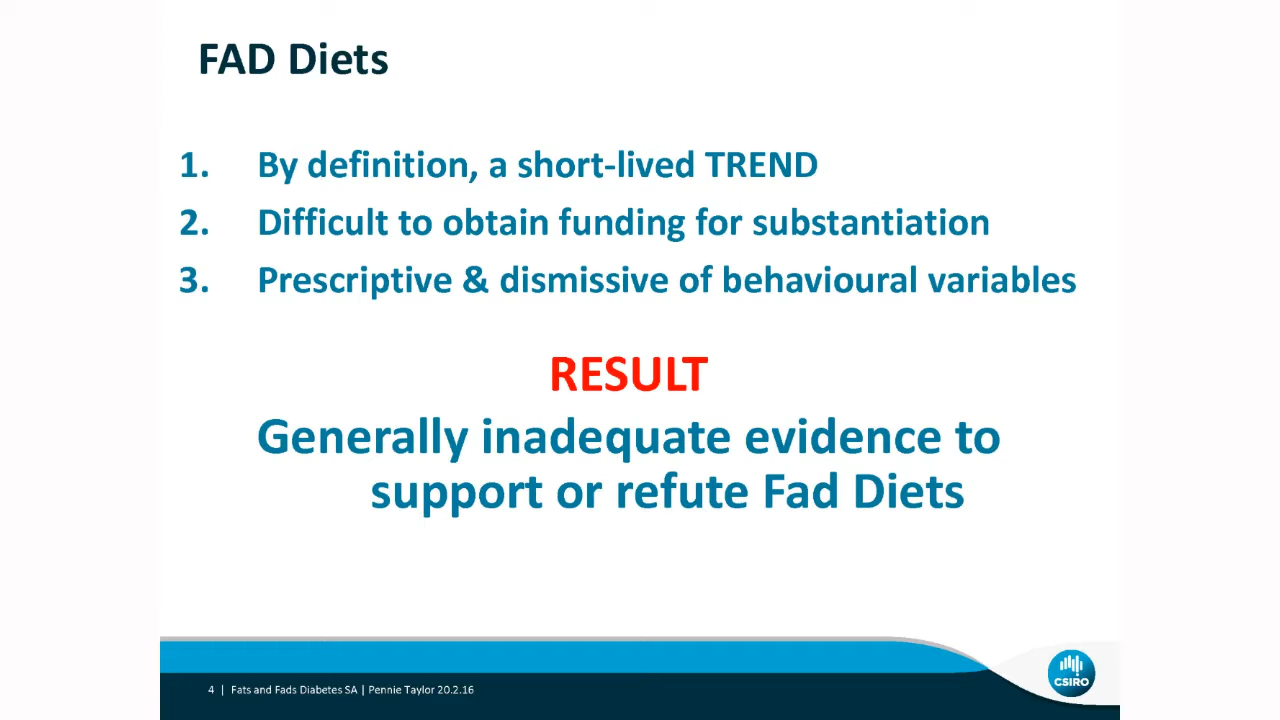 FAD Diets
1. By definition, a short-lived TREND
2. Difficult to obtain funding for substantiation
3. Prescriptive & dismissive of behavioural variables
RESULT
Generally inadequate evidence to
support or refute Fad Diets
4 | Fats and Fads Diabetes SA | Pennie Taylor 20.2.16
CSIRO